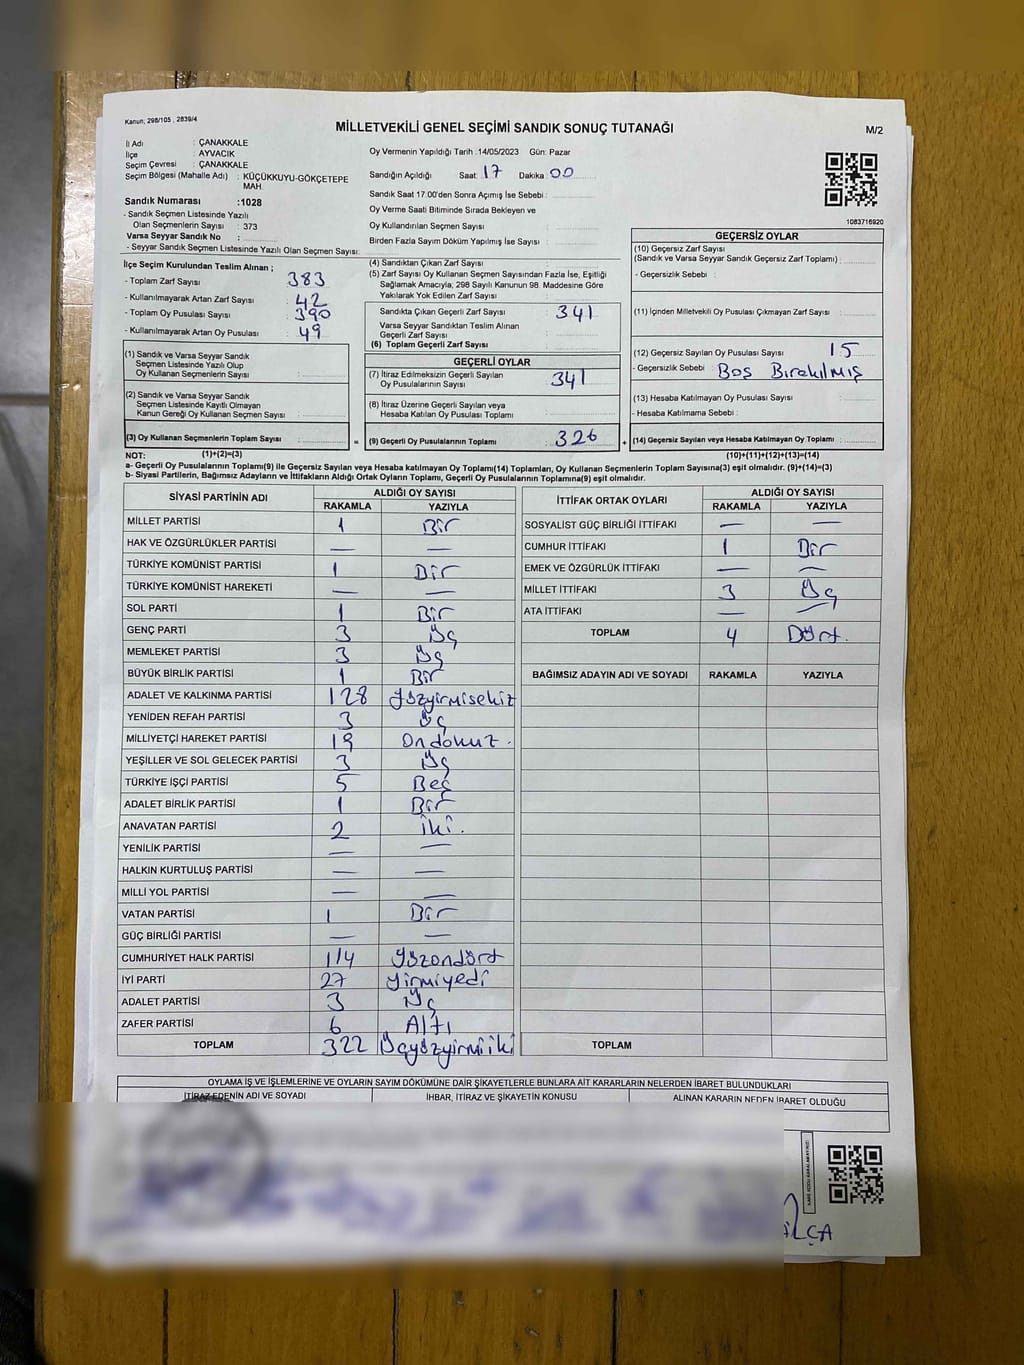 Kanun; 298/105 , 2839/4
MİLLETVEKİLİ GENEL SEÇİMİ SANDIK SONUÇ TUTANAĞI
M/2
İl Adı : ÇANAKKALE
İlçe : AYVACIK
Seçim Çevresi : ÇANAKKALE
Seçim Bölgesi (Mahalle Adı) : KÜÇÜKKUYU-GÖKÇETEPE
MAH.
Sandık Numarası :1028
- Sandık Seçmen Listesinde Yazılı
Olan Seçmenlerin Sayısı : 373
Varsa Seyyar Sandık No :
- Seyyar Sandık Seçmen Listesinde Yazılı Olan Seçmen Sayısı:
Oy Vermenin Yapıldığı Tarih :14/05/2023 Gün: Pazar
Sandığın Açıldığı Saat: 17 Dakika 00
Sandık Saat 17.00'den Sonra Açımış İse Sebebi :
Oy Verme Saati Bitiminde Sırada Bekleyen ve
Oy Kullandırılan Seçmen Sayısı :
Birden Fazla Sayım Döküm Yapılmış İse Sayısı :
1083716920
İlçe Seçim Kurulundan Teslim Alınan ;
- Toplam Zarf Sayısı : 383
- Kullanılmayarak Artan Zarf Sayısı : 42
- Toplam Oy Pusulası Sayısı : 390
- Kullanılmayarak Artan Oy Pusulası : 49
(1) Sandık ve Varsa Seyyar Sandık
Seçmen Listesinde Yazılı Olup
Oy Kullanan Seçmenlerin Sayısı :
(2) Sandık ve Varsa Seyyar Sandık
Seçmen Listesinde Kayıtlı Olmayan
Kanun Gereği Oy Kullanan Seçmen Sayısı :
(3) Oy Kullanan Seçmenlerin Toplam Sayısı : =
(1)+(2)=(3)
(4) Sandıktan Çıkan Zarf Sayısı :
(5) Zarf Sayısı Oy Kullanan Seçmen Sayısından Fazla İse, Eşitliği
Sağlamak Amacıyla, 298 Sayılı Kanunun 98. Maddesine Göre
Yakılarak Yok Edilen Zarf Sayısı :
Sandıkta Çıkan Geçerli Zarf Sayısı : 341
Varsa Seyyar Sandıktan Teslim Alınan
Geçerli Zarf Sayısı :
(6) Toplam Geçerli Zarf Sayısı :
GEÇERLİ OYLAR
(7) İtiraz Edilmeksizin Geçerli Sayılan
Oy Pusulalarının Sayısı : 341
(8) İtiraz Üzerine Geçerli Sayılan veya
Hesaba Katılan Oy Pusulası Toplamı :
(9) Geçerli Oy Pusulalarının Toplamı : 326 +
GEÇERSİZ OYLAR
(10) Geçersiz Zarf Sayısı
(Sandık ve Varsa Seyyar Sandık Geçersiz Zarf Toplamı) :
- Geçersizlik Sebebi :
(11) İçinden Milletvekili Oy Pusulası Çıkmayan Zarf Sayısı :
(12) Geçersiz Sayılan Oy Pusulası Sayısı : 15
- Geçersizlik Sebebi : Boş Bırakılmış
(13) Hesaba Katılmayan Oy Pusulası Sayısı :
- Hesaba Katılmama Sebebi :
(14) Geçersiz Sayılan veya Hesaba Katılmayan Oy Toplamı :
(10)+(11)+(12)+(13)=(14)
NOT:
a- Geçerli Oy Pusulalarının Toplamı(9) ile Geçersiz Sayılan veya Hesaba katılmayan Oy Toplamı(14) Toplamları, Oy Kullanan Seçmenlerin Toplam Sayısına(3) eşit olmalıdır. (9)+(14)=(3)
b- Siyasi Partilerin, Bağımsız Adayların ve İttifakların Aldığı Ortak Oyların Toplamı, Geçerli Oy Pusulalarının Toplamına(9) eşit olmalıdır.
SİYASİ PARTİNİN ADI ALDIĞI OY SAYISI
RAKAMLA YAZIYLA
MİLLET PARTİSİ 1 Bir
HAK VE ÖZGÜRLÜKLER PARTİSİ — —
TÜRKİYE KOMÜNİST PARTİSİ 1 Bir
TÜRKİYE KOMÜNİST HAREKETİ — —
SOL PARTİ 1 Bir
GENÇ PARTİ 3 Üç
MEMLEKET PARTİSİ 3 Üç
BÜYÜK BİRLİK PARTİSİ 1 Bir
ADALET VE KALKINMA PARTİSİ 128 Yüzyirmisekiz
YENİDEN REFAH PARTİSİ 3 Üç
MİLLİYETÇİ HAREKET PARTİSİ 19 Ondokuz.
YEŞİLLER VE SOL GELECEK PARTİSİ 3 Üç
TÜRKİYE İŞÇİ PARTİSİ 5 Beş
ADALET BİRLİK PARTİSİ 1 Bir
ANAVATAN PARTİSİ 2 İki.
YENİLİK PARTİSİ — —
HALKIN KURTULUŞ PARTİSİ — —
MİLLİ YOL PARTİSİ — —
VATAN PARTİSİ 1 Bir
GÜÇ BİRLİĞİ PARTİSİ — —
CUMHURİYET HALK PARTİSİ 114 Yüzondört
İYİ PARTİ 27 Yirmiyedi
ADALET PARTİSİ 3 Üç
ZAFER PARTİSİ 6 Altı
TOPLAM 322 Üçyüzyirmiiki
İTTİFAK ORTAK OYLARI ALDIĞI OY SAYISI
RAKAMLA YAZIYLA
SOSYALİST GÜÇ BİRLİĞİ İTTİFAKI — —
CUMHUR İTTİFAKI 1 Bir
EMEK VE ÖZGÜRLÜK İTTİFAKI — —
MİLLET İTTİFAKI 3 Üç
ATA İTTİFAKI — —
TOPLAM 4 Dört.
BAĞIMSIZ ADAYIN ADI VE SOYADI RAKAMLA YAZIYLA
TOPLAM
OYLAMA İŞ VE İŞLEMLERİNE VE OYLARIN SAYIM DÖKÜMÜNE DAİR ŞİKAYETLERLE BUNLARA AİT KARARLARIN NELERDEN İBARET BULUNDUKLARI
İTİRAZ EDENİN ADI VE SOYADI İHBAR, İTİRAZ VE ŞİKAYETİN KONUSU ALINAN KARARIN NEDEN İBARET OLDUĞU